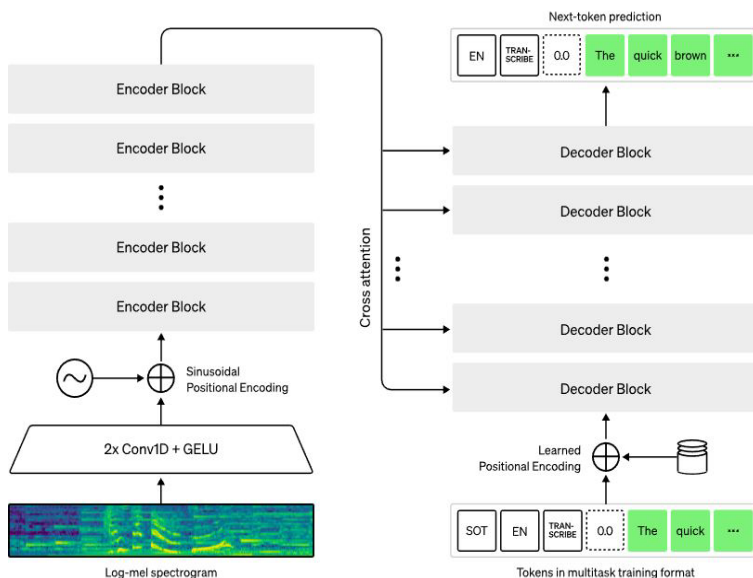 Next-token prediction
EN TRAN-
SCRIBE 0.0 The quick brown ...
Encoder Block
Encoder Block
Encoder Block
Encoder Block
Sinusoidal
Positional Encoding
2x Conv1D + GELU
Log-mel spectrogram
Cross attention
Decoder Block
Decoder Block
Decoder Block
Decoder Block
Learned
Positional Encoding
SOT EN TRAN-
SCRIBE 0.0 The quick ...
Tokens in multitask training format